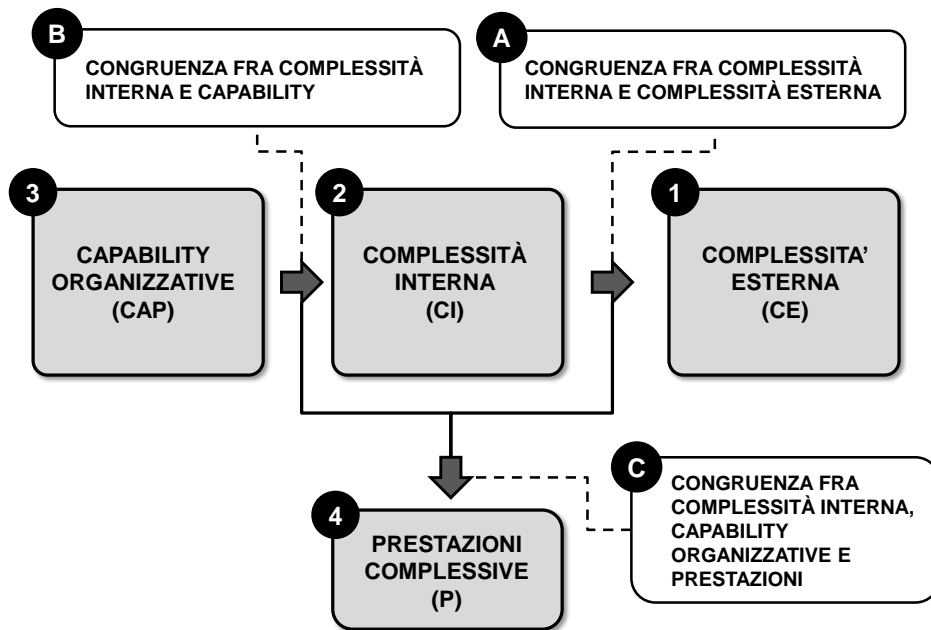 B
CONGRUENZA FRA COMPLESSITÀ
INTERNA E CAPABILITY
A
CONGRUENZA FRA COMPLESSITÀ
INTERNA E COMPLESSITÀ ESTERNA
3
CAPABILITY
ORGANIZZATIVE
(CAP)
2
COMPLESSITÀ
INTERNA
(CI)
1
COMPLESSITA’
ESTERNA
(CE)
4
PRESTAZIONI
COMPLESSIVE
(P)
C
CONGRUENZA FRA
COMPLESSITÀ INTERNA,
CAPABILITY
ORGANIZZATIVE E
PRESTAZIONI